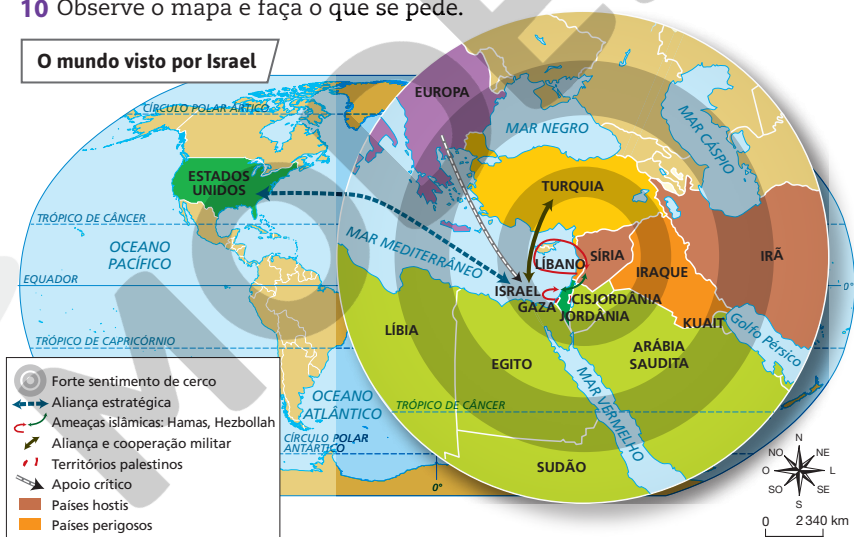 10 Observe o mapa e faça o que se pede.
O mundo visto por Israel
CÍRCULO POLAR ÁRTICO
EUROPA
MAR NEGRO
MAR CÁSPIO
ESTADOS
UNIDOS
TURQUIA
TRÓPICO DE CÂNCER
OCEANO
PACÍFICO
MAR MEDITERRÂNEO
LÍBANO
SÍRIA
IRAQUE
IRÃ
EQUADOR
0°
ISRAEL
GAZA
CISJORDÂNIA
JORDÂNIA
KUAIT
Golfo Pérsico
LÍBIA
TRÓPICO DE CAPRICÓRNIO
EGITO
ARÁBIA
SAUDITA
MAR VERMELHO
OCEANO
ATLÂNTICO
TRÓPICO DE CÂNCER
CÍRCULO POLAR
ANTÁRTICO
SUDÃO
0°
Forte sentimento de cerco
Aliança estratégica
Ameaças islâmicas: Hamas, Hezbollah
Aliança e cooperação militar
Territórios palestinos
Apoio crítico
Países hostis
Países perigosos
N
NO
NE
O
L
SO
SE
S
0 2 340 km